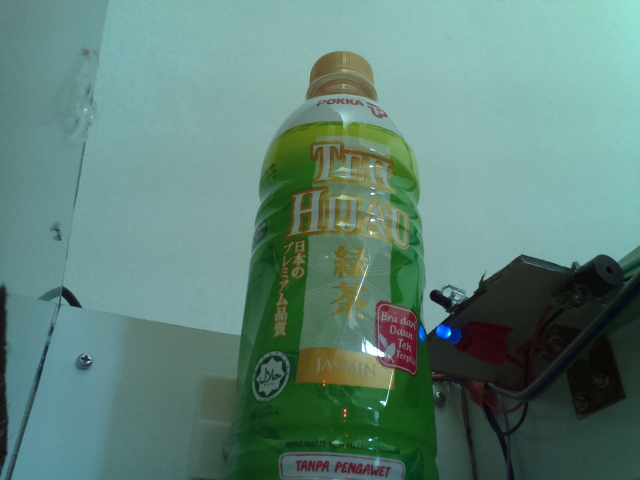 POKKA
TEH
HIJAU
緑茶
日本の
プレミアム品質
Bru dari
Daun
Teh
Terpilih
JASMIN
حلال
TANPA PENGAWET